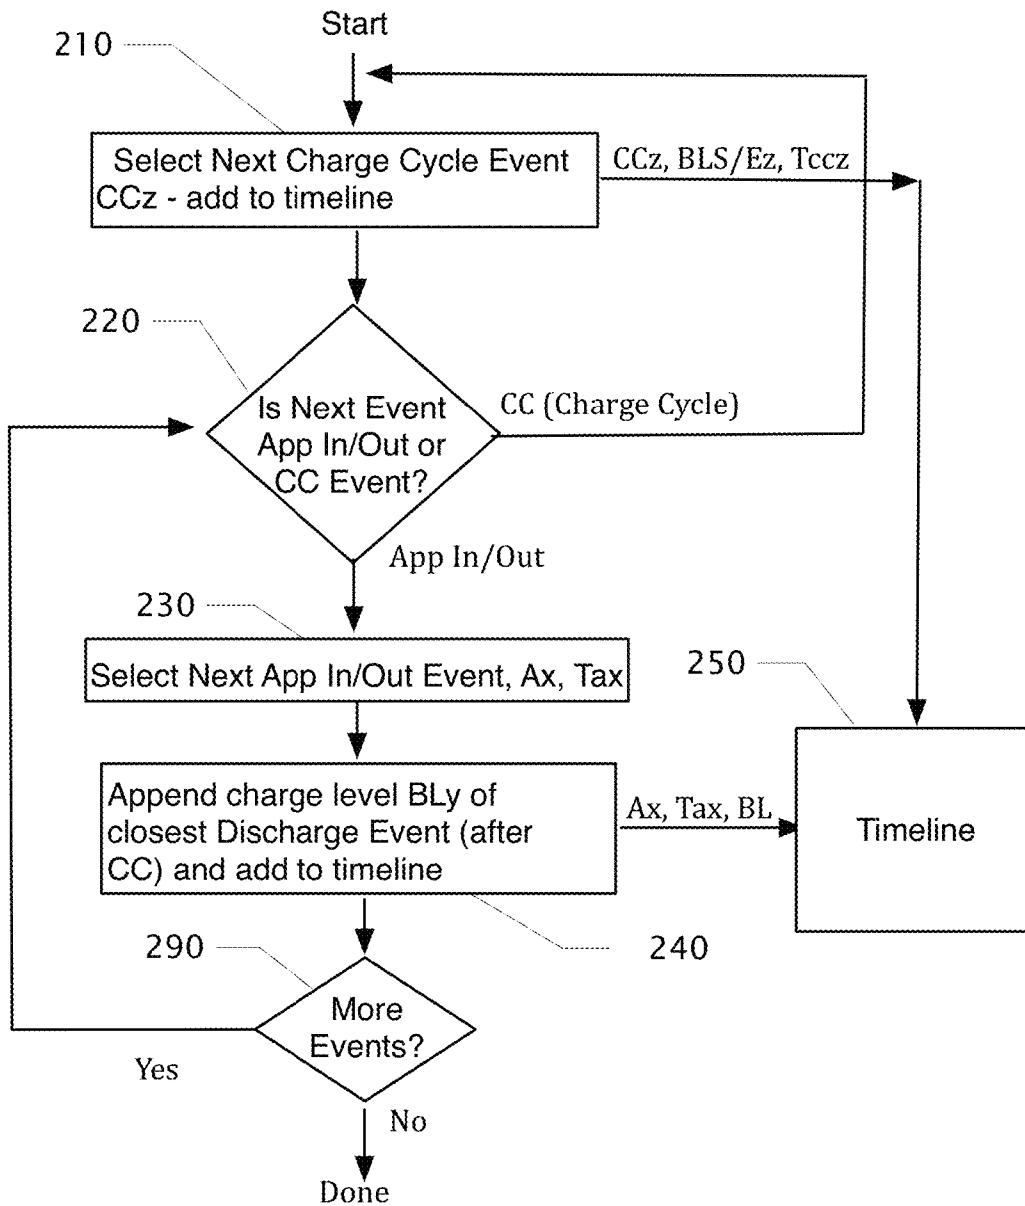 Start
210
Select Next Charge Cycle Event
CCz - add to timeline
CCz, BLS/Ez, Tccz
220
Is Next Event
App In/Out or
CC Event?
CC (Charge Cycle)
App In/Out
230
Select Next App In/Out Event, Ax, Tax
250
Append charge level BLy of
closest Discharge Event (after
CC) and add to timeline
Ax, Tax, BL
Timeline
290
240
More
Events?
Yes
No
Done